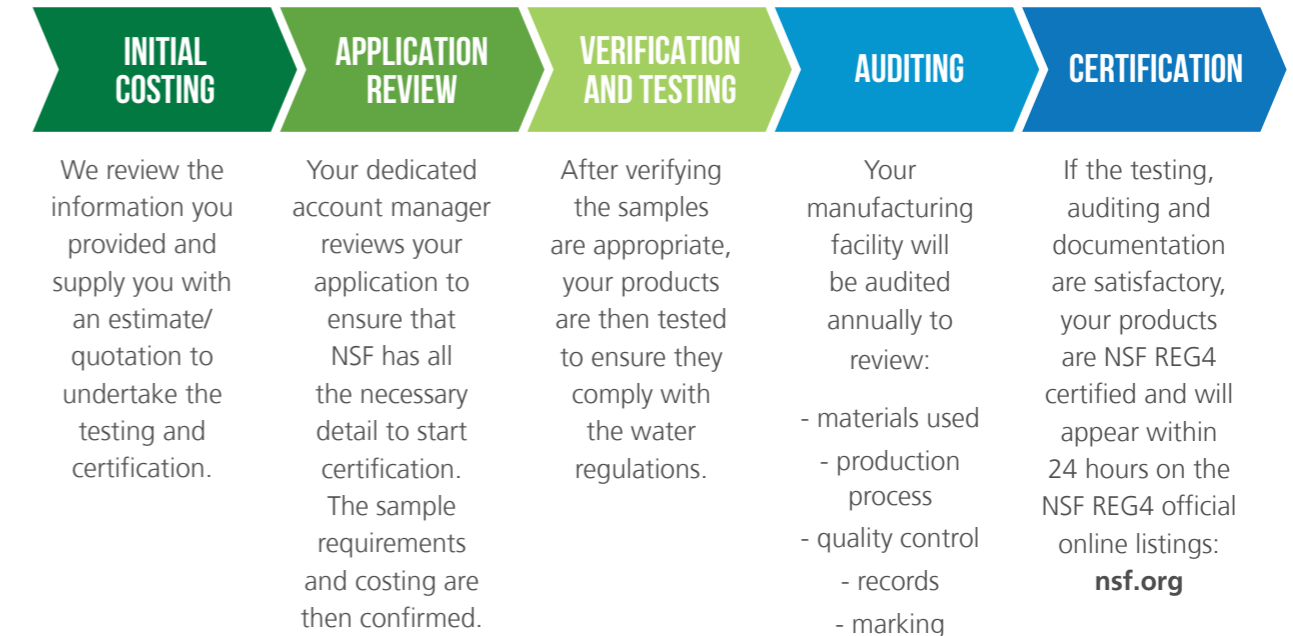 INITIAL
COSTING
We review the
information you
provided and
supply you with
an estimate/
quotation to
undertake the
testing and
certification.
APPLICATION
REVIEW
Your dedicated
account manager
reviews your
application to
ensure that
NSF has all
the necessary
detail to start
certification.
The sample
requirements
and costing are
then confirmed.
VERIFICATION
AND TESTING
After verifying
the samples
are appropriate,
your products
are then tested
to ensure they
comply with
the water
regulations.
AUDITING
Your
manufacturing
facility will
be audited
annually to
review:
- materials used
- production
process
- quality control
- records
- marking
CERTIFICATION
If the testing,
auditing and
documentation
are satisfactory,
your products
are NSF REG4
certified and will
appear within
24 hours on the
NSF REG4 official
online listings:
nsf.org